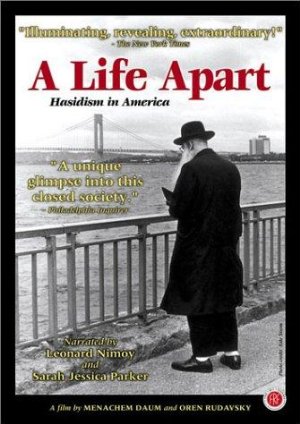 "Illuminating, revealing, extraordinary!"
- The New York Times
A Life Apart
Hasidism in America
"A unique
glimpse into this
closed society."
- Philadelphia Inquirer
Narrated by
Leonard Nimoy
and
Sarah Jessica Parker
A film by MENACHEM DAUM and OREN RUDAVSKY